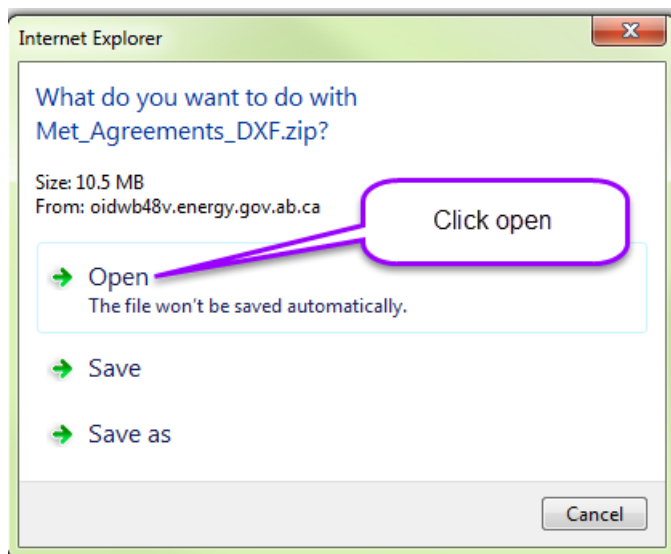 Internet Explorer
What do you want to do with
Met_Agreements_DXF.zip?
Size: 10.5 MB
From: oidwb48v.energy.gov.ab.ca
Click open
Open
The file won't be saved automatically.
Save
Save as
Cancel